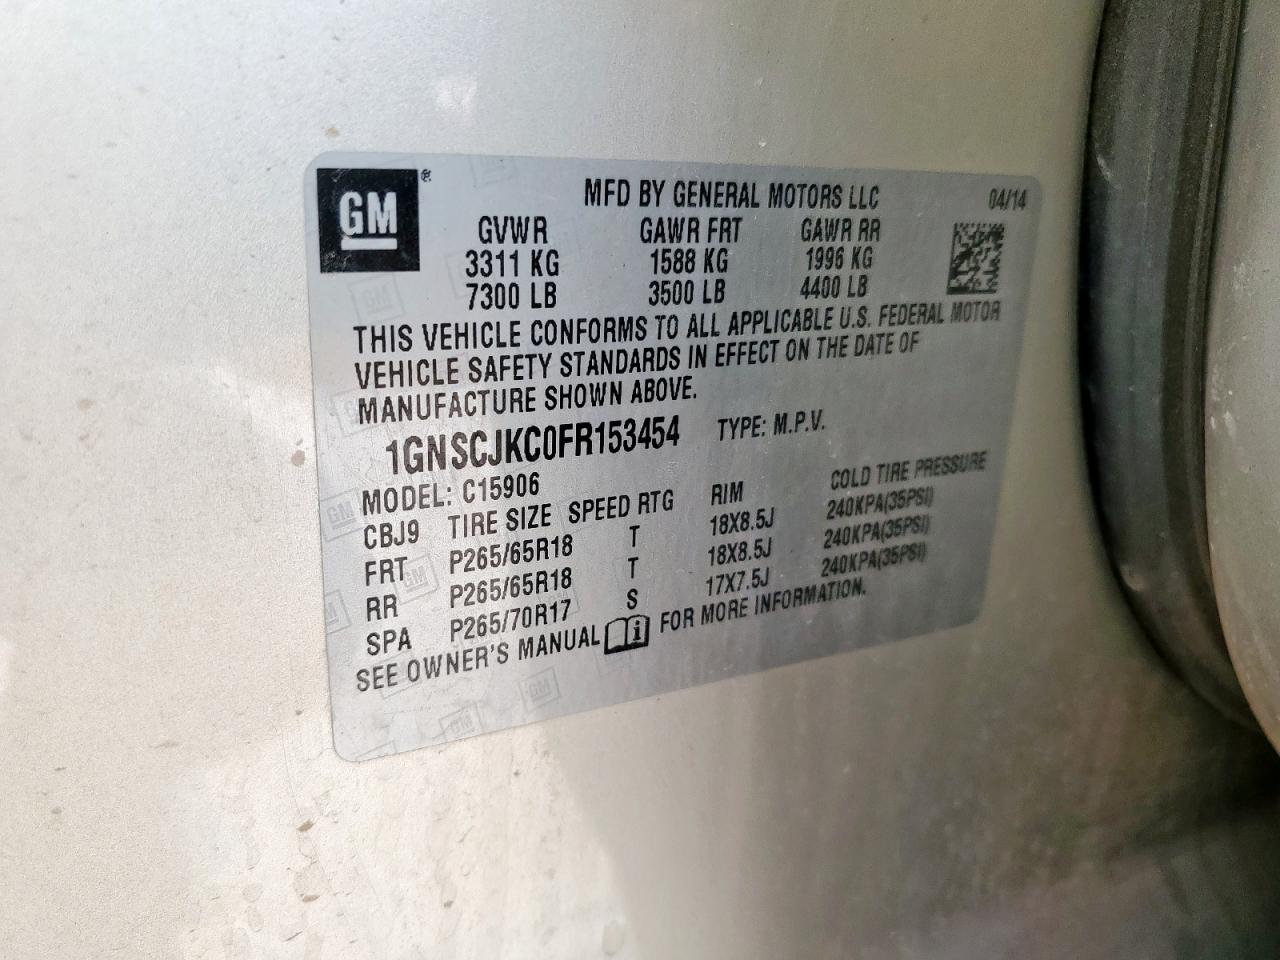 GM®
MFD BY GENERAL MOTORS LLC 04/14
GVWR GAWR FRT GAWR RR
3311 KG 1588 KG 1996 KG
7300 LB 3500 LB 4400 LB
THIS VEHICLE CONFORMS TO ALL APPLICABLE U.S. FEDERAL MOTOR
VEHICLE SAFETY STANDARDS IN EFFECT ON THE DATE OF
MANUFACTURE SHOWN ABOVE.
1GNSCJKC0FR153454 TYPE: M.P.V.
MODEL: C15906
CBJ9 TIRE SIZE SPEED RTG RIM COLD TIRE PRESSURE
FRT P265/65R18 T 18X8.5J 240KPA(35PSI)
RR P265/65R18 T 18X8.5J 240KPA(35PSI)
SPA P265/70R17 S 17X7.5J 240KPA(35PSI)
SEE OWNER'S MANUAL FOR MORE INFORMATION.